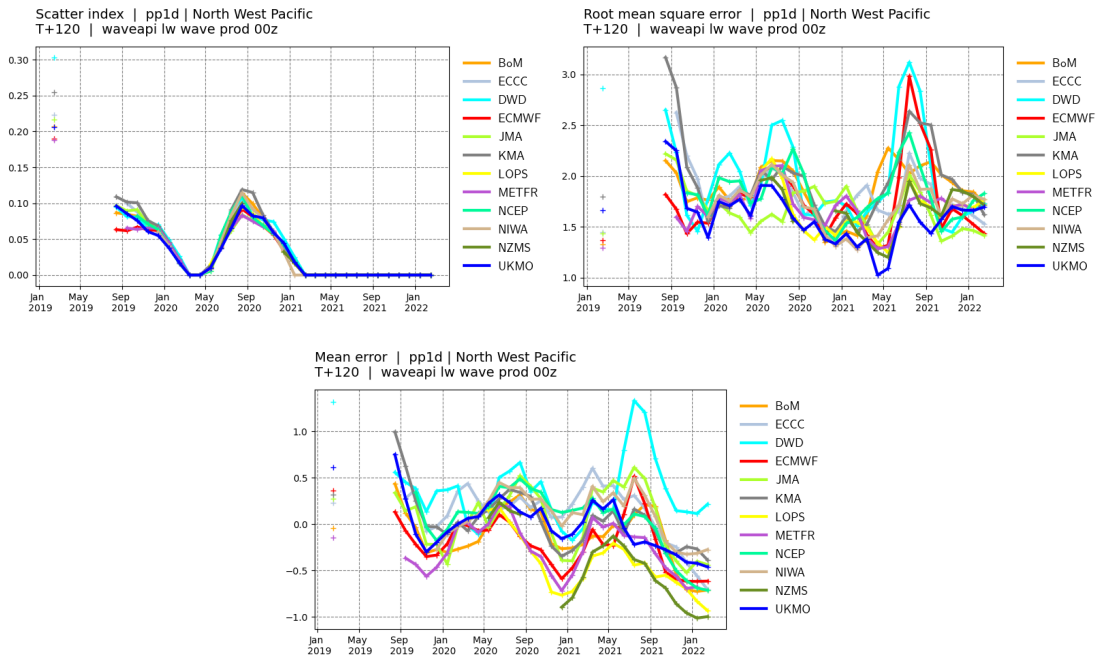 Scatter index | pp1d | North West Pacific
T+120 | waveapi lw wave prod 00z
0.30
0.25
0.20
0.15
0.10
0.05
0.00
Jan 2019
May 2019
Sep 2019
Jan 2020
May 2020
Sep 2020
Jan 2021
May 2021
Sep 2021
Jan 2022
BoM
ECCC
DWD
ECMWF
JMA
KMA
LOPS
METFR
NCEP
NIWA
NZMS
UKMO
Root mean square error | pp1d | North West Pacific
T+120 | waveapi lw wave prod 00z
3.0
2.5
2.0
1.5
1.0
Jan 2019
May 2019
Sep 2019
Jan 2020
May 2020
Sep 2020
Jan 2021
May 2021
Sep 2021
Jan 2022
BoM
ECCC
DWD
ECMWF
JMA
KMA
LOPS
METFR
NCEP
NIWA
NZMS
UKMO
Mean error | pp1d | North West Pacific
T+120 | waveapi lw wave prod 00z
1.0
0.5
0.0
−0.5
−1.0
Jan 2019
May 2019
Sep 2019
Jan 2020
May 2020
Sep 2020
Jan 2021
May 2021
Sep 2021
Jan 2022
BoM
ECCC
DWD
ECMWF
JMA
KMA
LOPS
METFR
NCEP
NIWA
NZMS
UKMO